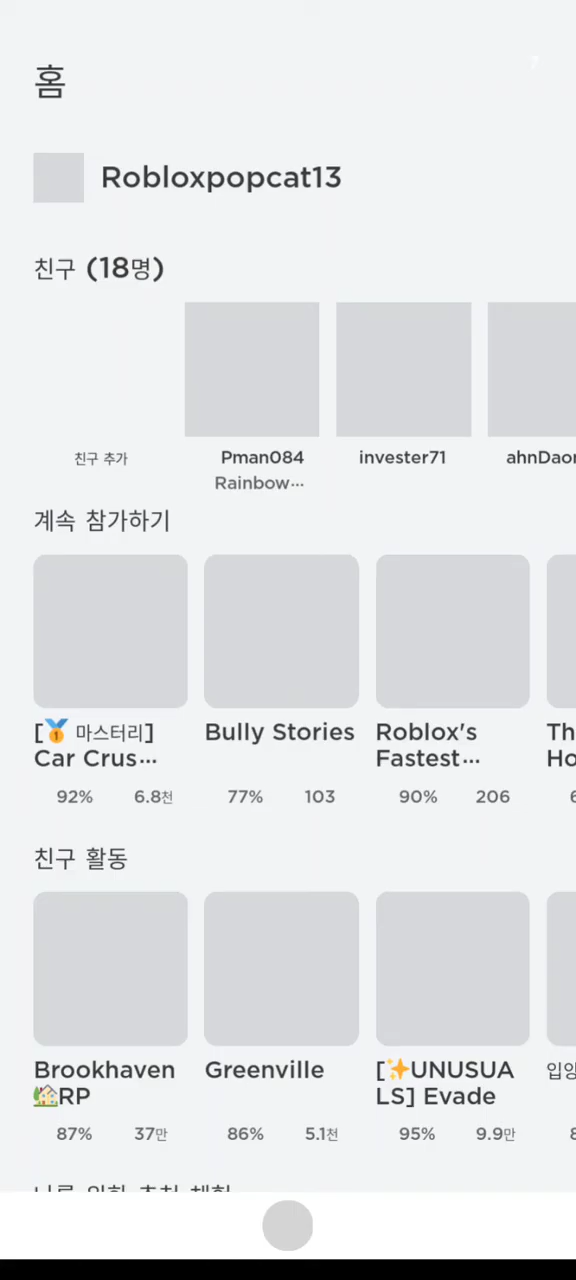 홈
Robloxpopcat13
친구 (18명)
친구 추가
Pman084
Rainbow...
invester71
ahnDaor
계속 참가하기
[🥇 마스터리]
Car Crus...
92% 6.8천
Bully Stories
77% 103
Roblox's
Fastest...
90% 206
Th
Ho
6
친구 활동
Brookhaven
🏡RP
87% 37만
Greenville
86% 5.1천
[✨UNUSUA
LS] Evade
95% 9.9만
입양
8